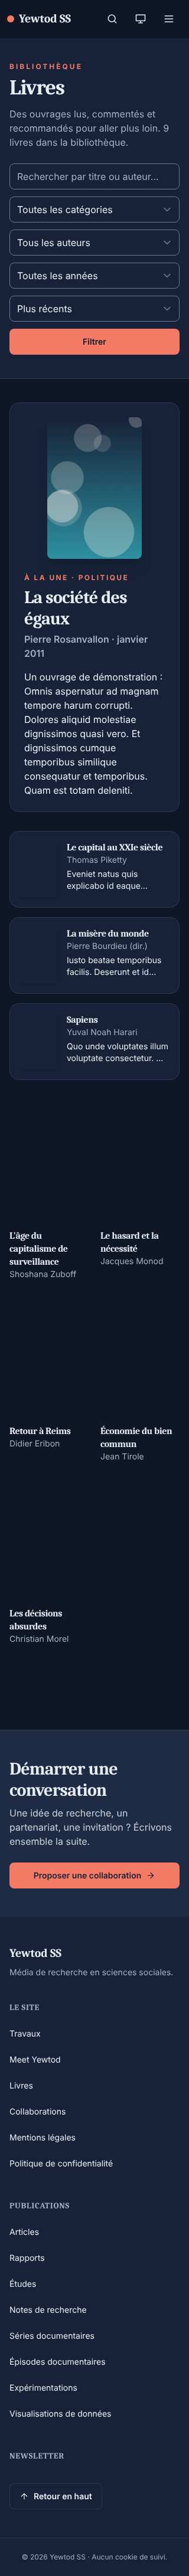 Yewtod SS
BIBLIOTHÈQUE
Livres
Des ouvrages lus, commentés et
recommandés pour aller plus loin. 9
livres dans la bibliothèque.
Rechercher par titre ou auteur…
Toutes les catégories
Tous les auteurs
Toutes les années
Plus récents
Filtrer
À LA UNE · POLITIQUE
La société des
égaux
Pierre Rosanvallon · janvier
2011
Un ouvrage de démonstration :
Omnis aspernatur ad magnam
tempore harum corrupti.
Dolores aliquid molestiae
dignissimos quasi vero. Et
dignissimos cumque
temporibus similique
consequatur et temporibus.
Quam est totam deleniti.
Le capital au XXIe siècle
Thomas Piketty
Eveniet natus quis
explicabo id eaque…
La misère du monde
Pierre Bourdieu (dir.)
Iusto beatae temporibus
facilis. Deserunt et id…
Sapiens
Yuval Noah Harari
Quo unde voluptates illum
voluptate consectetur. …
L'âge du
capitalisme de
surveillance
Shoshana Zuboff
Le hasard et la
nécessité
Jacques Monod
Retour à Reims
Didier Eribon
Économie du bien
commun
Jean Tirole
Les décisions
absurdes
Christian Morel
Démarrer une
conversation
Une idée de recherche, un
partenariat, une invitation ? Écrivons
ensemble la suite.
Proposer une collaboration →
Yewtod SS
Média de recherche en sciences sociales.
LE SITE
Travaux
Meet Yewtod
Livres
Collaborations
Mentions légales
Politique de confidentialité
PUBLICATIONS
Articles
Rapports
Études
Notes de recherche
Séries documentaires
Épisodes documentaires
Expérimentations
Visualisations de données
NEWSLETTER
↑ Retour en haut
© 2026 Yewtod SS · Aucun cookie de suivi.